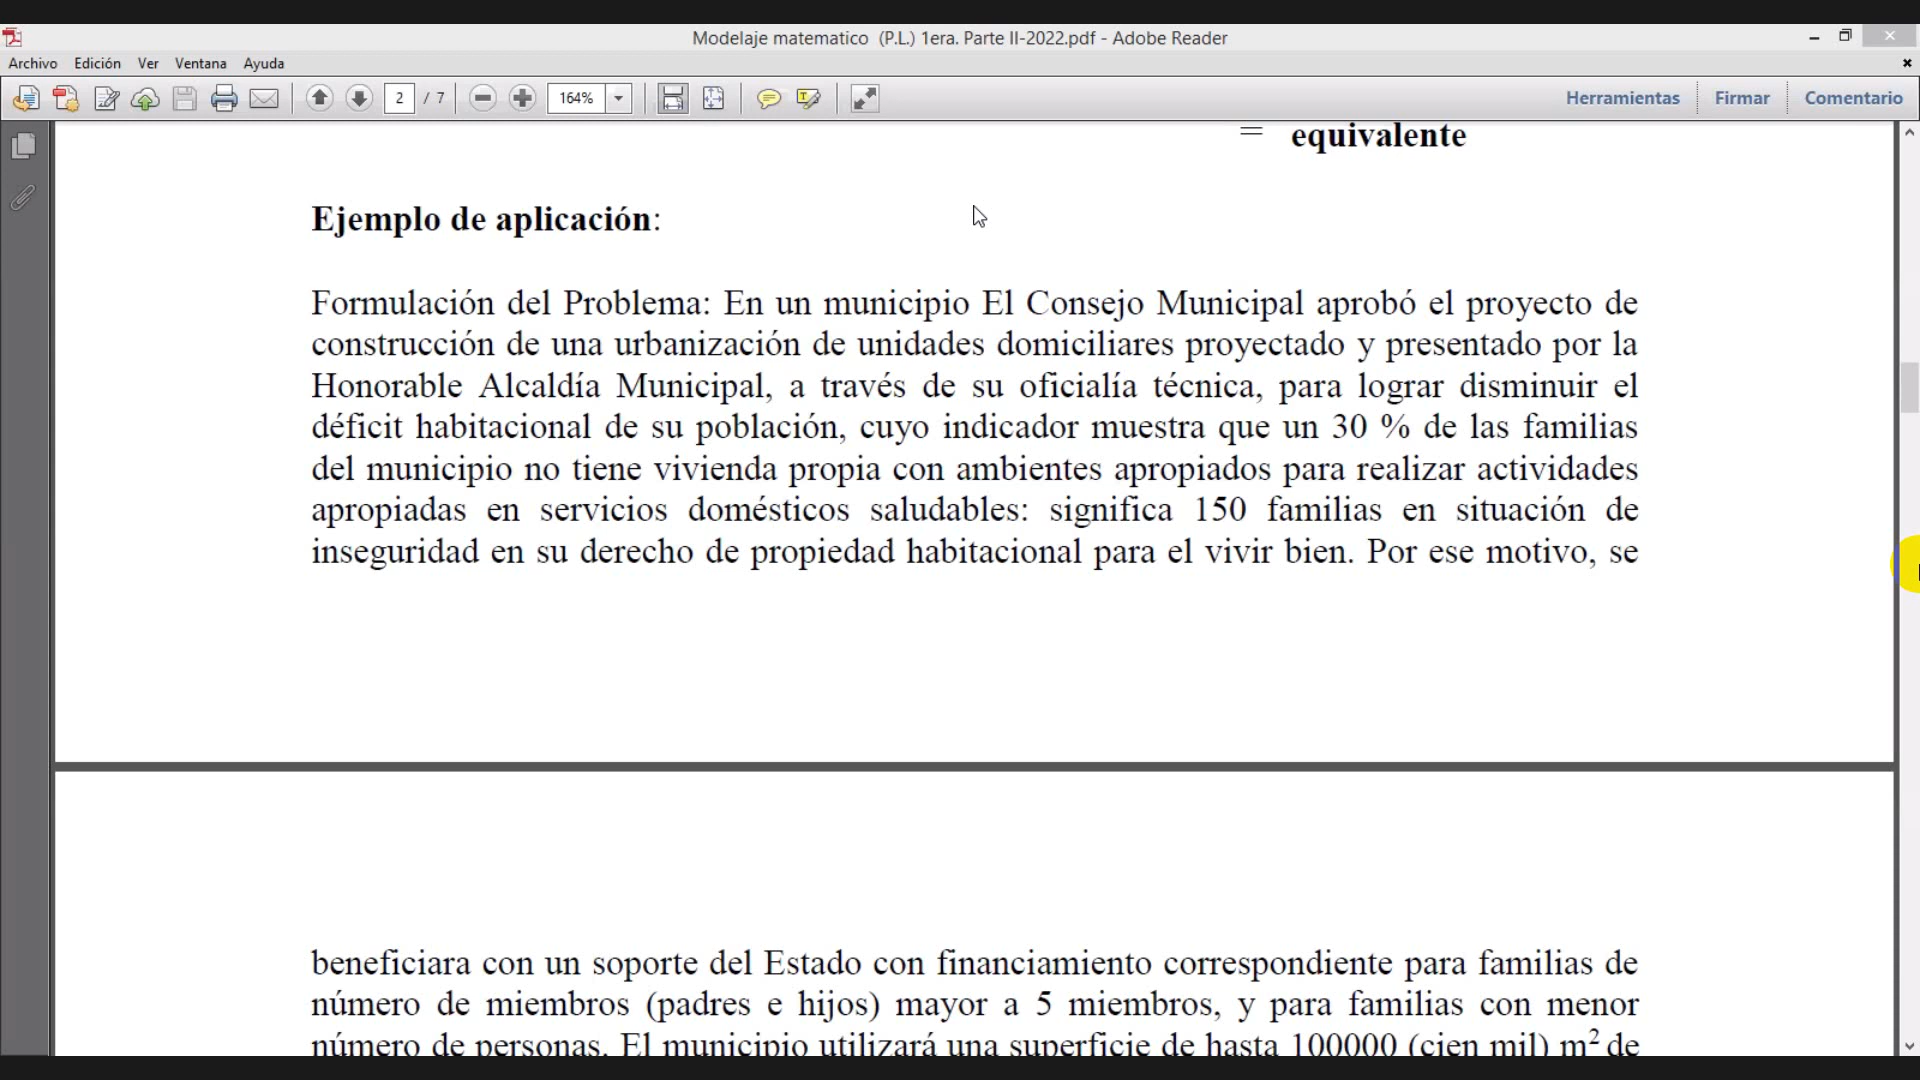 Modelaje matematico (P.L.) 1era. Parte II-2022.pdf - Adobe Reader
Archivo Edición Ver Ventana Ayuda
2 / 7 164% Herramientas Firmar Comentario
= equivalente
Ejemplo de aplicación:
Formulación del Problema: En un municipio El Consejo Municipal aprobó el proyecto de
construcción de una urbanización de unidades domiciliares proyectado y presentado por la
Honorable Alcaldía Municipal, a través de su oficialía técnica, para lograr disminuir el
déficit habitacional de su población, cuyo indicador muestra que un 30 % de las familias
del municipio no tiene vivienda propia con ambientes apropiados para realizar actividades
apropiadas en servicios domésticos saludables: significa 150 familias en situación de
inseguridad en su derecho de propiedad habitacional para el vivir bien. Por ese motivo, se
beneficiara con un soporte del Estado con financiamiento correspondiente para familias de
número de miembros (padres e hijos) mayor a 5 miembros, y para familias con menor
número de personas. El municipio utilizará una superficie de hasta 100000 (cien mil) m² de